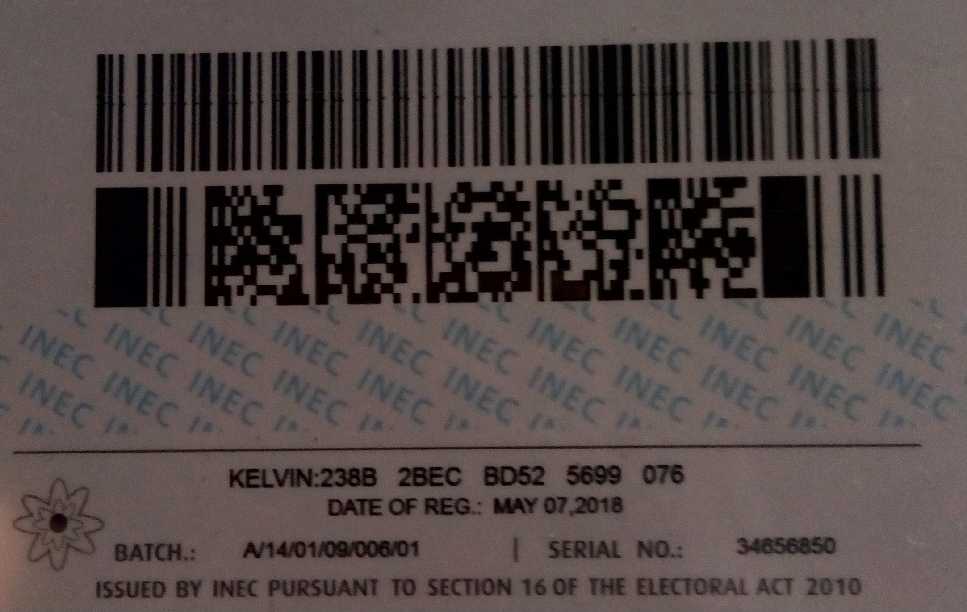 INEC INEC INEC INEC INEC INEC INEC INEC INEC INEC INEC
INEC INEC INEC INEC INEC INEC INEC INEC INEC INEC INEC
KELVIN:238B 2BEC BD52 5699 076
DATE OF REG.: MAY 07,2018
BATCH.: A/14/01/09/006/01 | SERIAL NO.: 34656850
ISSUED BY INEC PURSUANT TO SECTION 16 OF THE ELECTORAL ACT 2010